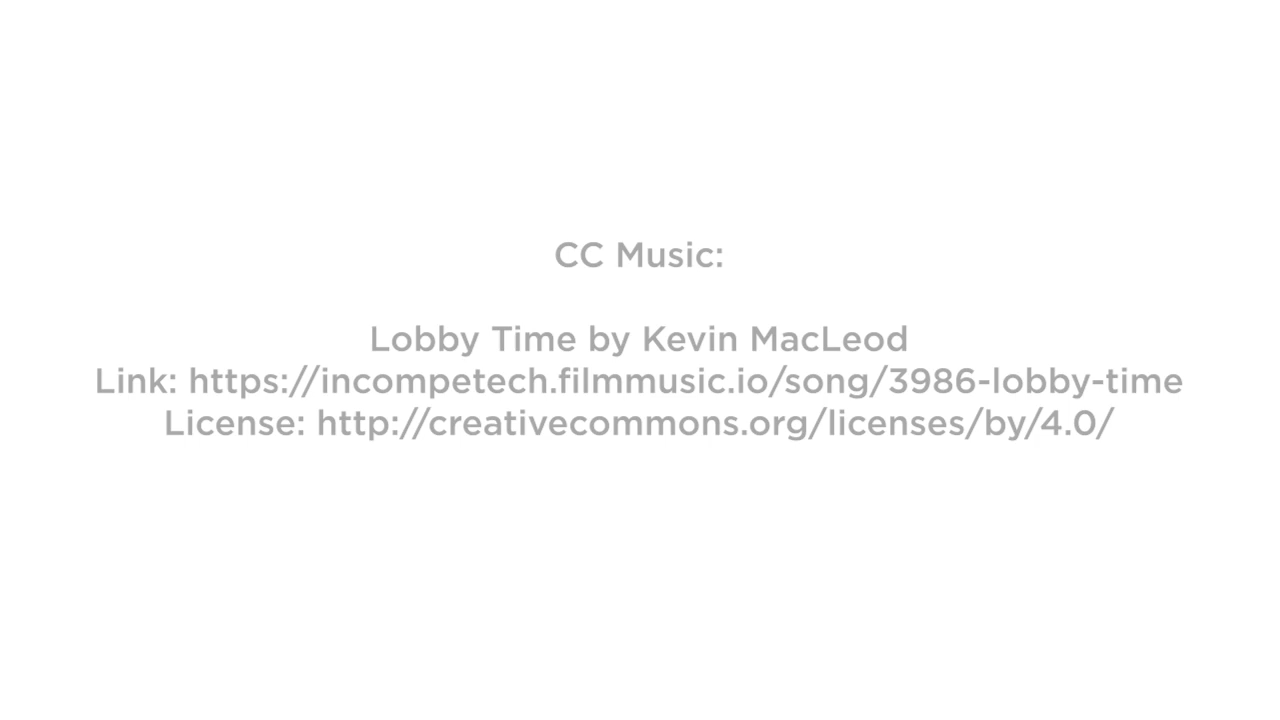 CC Music:
Lobby Time by Kevin MacLeod
Link: https://incompetech.filmmusic.io/song/3986-lobby-time
License: http://creativecommons.org/licenses/by/4.0/